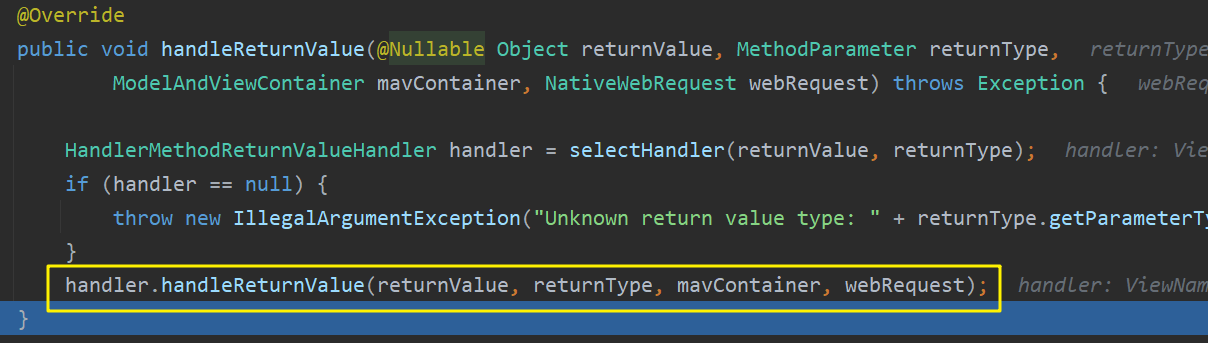 @Override
public void handleReturnValue(@Nullable Object returnValue, MethodParameter returnType,  returnType
        ModelAndViewContainer mavContainer, NativeWebRequest webRequest) throws Exception {  webReq
    HandlerMethodReturnValueHandler handler = selectHandler(returnValue, returnType);  handler: Vie
    if (handler == null) {
        throw new IllegalArgumentException("Unknown return value type: " + returnType.getParameterTy
    }
    handler.handleReturnValue(returnValue, returnType, mavContainer, webRequest);  handler: ViewNam
}